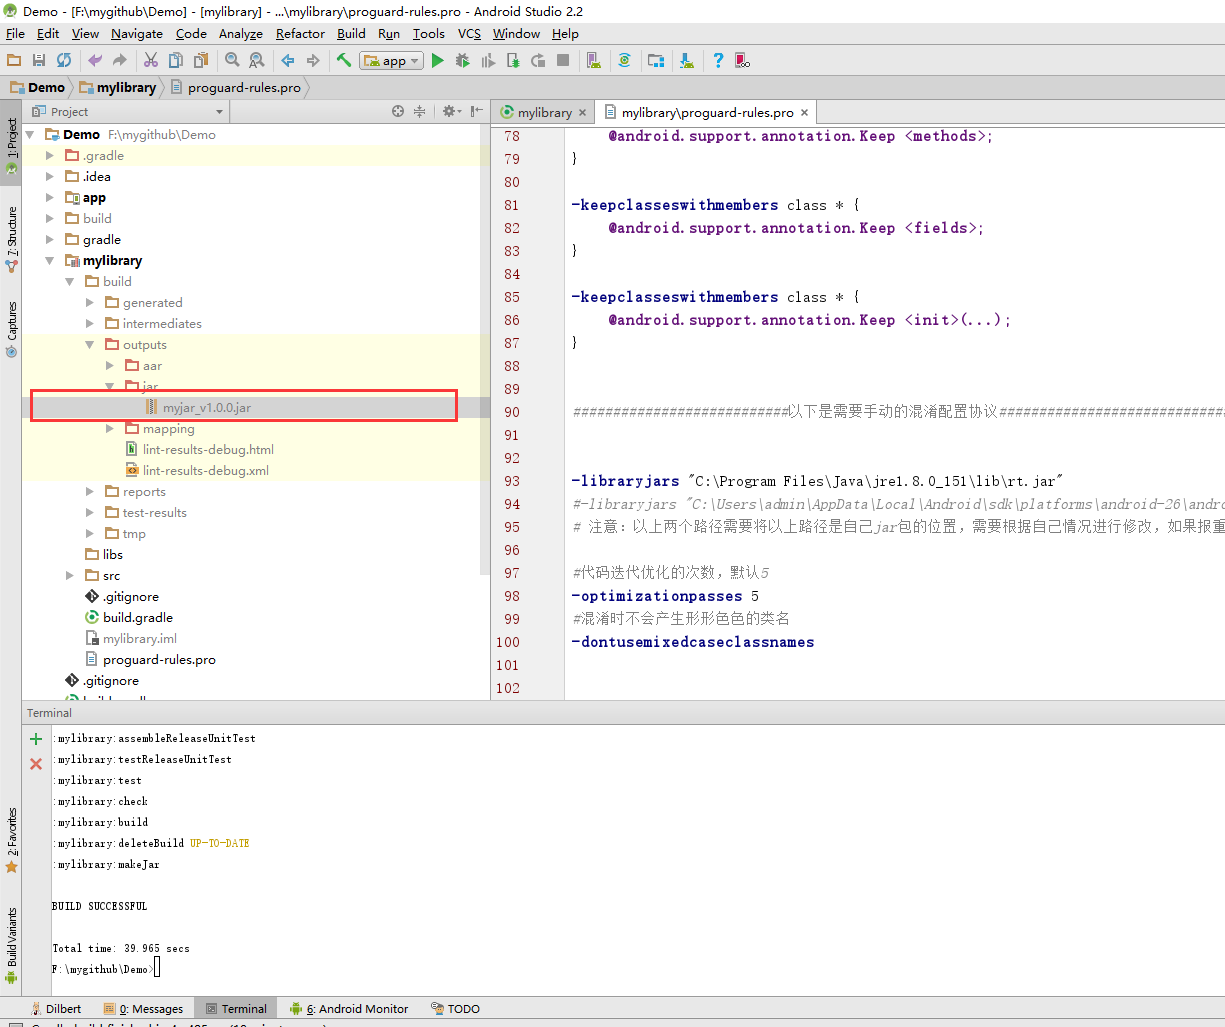 Demo - [F:\mygithub\Demo] - [mylibrary] - ...\mylibrary\proguard-rules.pro - Android Studio 2.2
File Edit View Navigate Code Analyze Refactor Build Run Tools VCS Window Help
app
Demo mylibrary proguard-rules.pro
Project
mylibrary
mylibrary\proguard-rules.pro
1: Project
7: Structure
Captures
2: Favorites
Build Variants
Demo F:\mygithub\Demo
.gradle
.idea
app
build
gradle
mylibrary
build
generated
intermediates
outputs
aar
jar
myjar_v1.0.0.jar
mapping
lint-results-debug.html
lint-results-debug.xml
reports
test-results
tmp
libs
src
.gitignore
build.gradle
mylibrary.iml
proguard-rules.pro
.gitignore
78 @android.support.annotation.Keep <methods>;
79 }
80
81 -keepclasseswithmembers class * {
82 @android.support.annotation.Keep <fields>;
83 }
84
85 -keepclasseswithmembers class * {
86 @android.support.annotation.Keep <init>(...);
87 }
88
89
90 ###########################以下是需要手动的混淆配置协议############################
91
92
93 -libraryjars "C:\Program Files\Java\jre1.8.0_151\lib\rt.jar"
94 #-libraryjars "C:\Users\admin\AppData\Local\Android\sdk\platforms\android-26\andro
95 # 注意：以上两个路径需要将以上路径是自己jar包的位置，需要根据自己情况进行修改，如果报重
96
97 #代码迭代优化的次数，默认5
98 -optimizationpasses 5
99 #混淆时不会产生形形色色的类名
100 -dontusemixedcaseclassnames
101
102
Terminal
:mylibrary:assembleReleaseUnitTest
:mylibrary:testReleaseUnitTest
:mylibrary:test
:mylibrary:check
:mylibrary:build
:mylibrary:deleteBuild UP-TO-DATE
:mylibrary:makeJar
BUILD SUCCESSFUL
Total time: 39.965 secs
F:\mygithub\Demo>
Dilbert 0: Messages Terminal 6: Android Monitor TODO